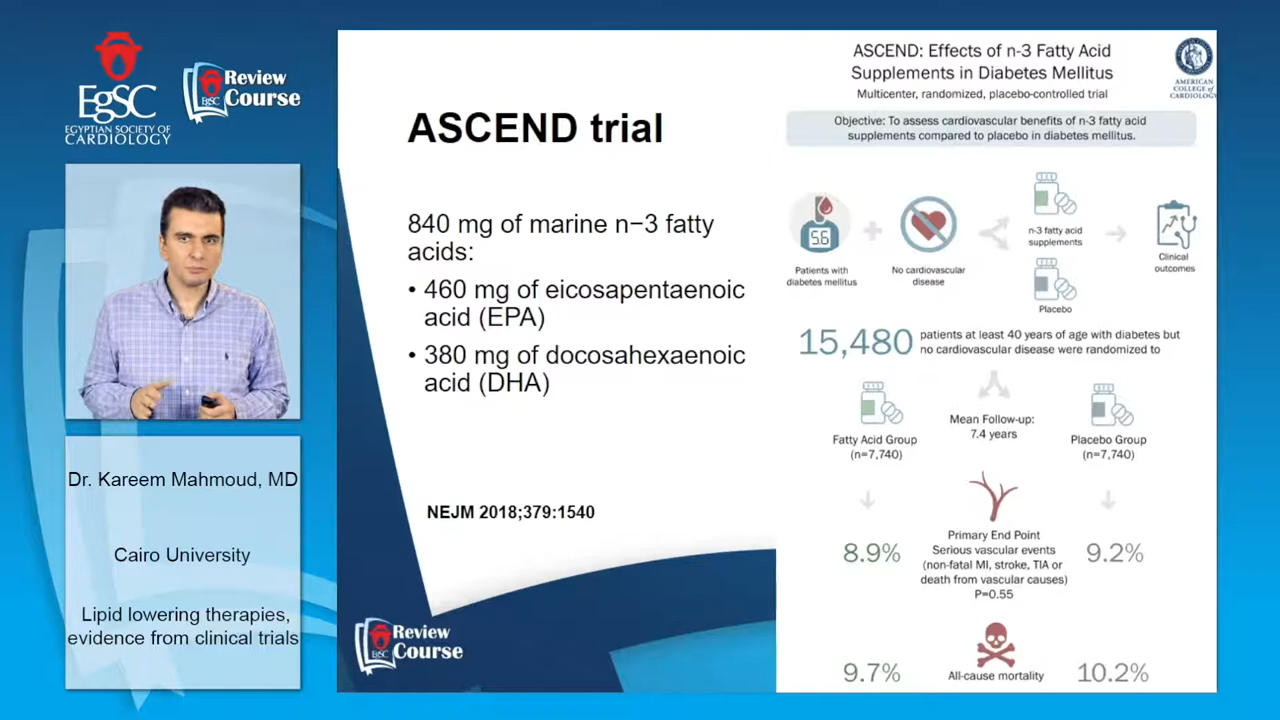 EgSC
EGYPTIAN SOCIETY OF
CARDIOLOGY
EgSC
Review
Course
Dr. Kareem Mahmoud, MD
Cairo University
Lipid lowering therapies,
evidence from clinical trials
ASCEND trial
840 mg of marine n−3 fatty
acids:
• 460 mg of eicosapentaenoic
acid (EPA)
• 380 mg of docosahexaenoic
acid (DHA)
NEJM 2018;379:1540
EgSC
Review
Course
ASCEND: Effects of n-3 Fatty Acid
Supplements in Diabetes Mellitus
Multicenter, randomized, placebo-controlled trial
AMERICAN
COLLEGE of
CARDIOLOGY
Objective: To assess cardiovascular benefits of n-3 fatty acid
supplements compared to placebo in diabetes mellitus.
5.6
Patients with
diabetes mellitus
No cardiovascular
disease
n-3 fatty acid
supplements
Placebo
Clinical
outcomes
15,480 patients at least 40 years of age with diabetes but
no cardiovascular disease were randomized to
Fatty Acid Group
(n=7,740)
Mean Follow-up:
7.4 years
Placebo Group
(n=7,740)
8.9%
Primary End Point
Serious vascular events
(non-fatal MI, stroke, TIA or
death from vascular causes)
P=0.55
9.2%
9.7%
All-cause mortality
10.2%